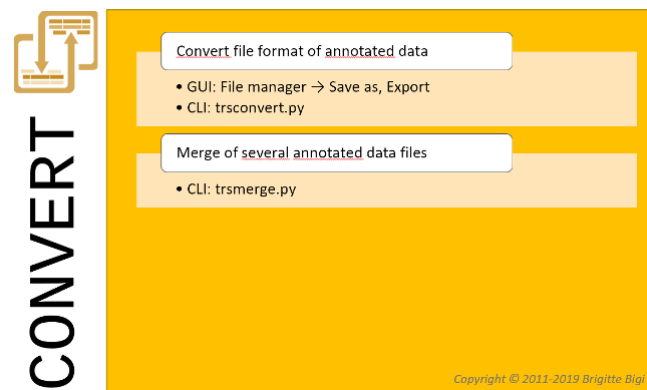 CONVERT
Convert file format of annotated data
• GUI: File manager → Save as, Export
• CLI: trsconvert.py
Merge of several annotated data files
• CLI: trsmerge.py
Copyright © 2011-2019 Brigitte Bigi